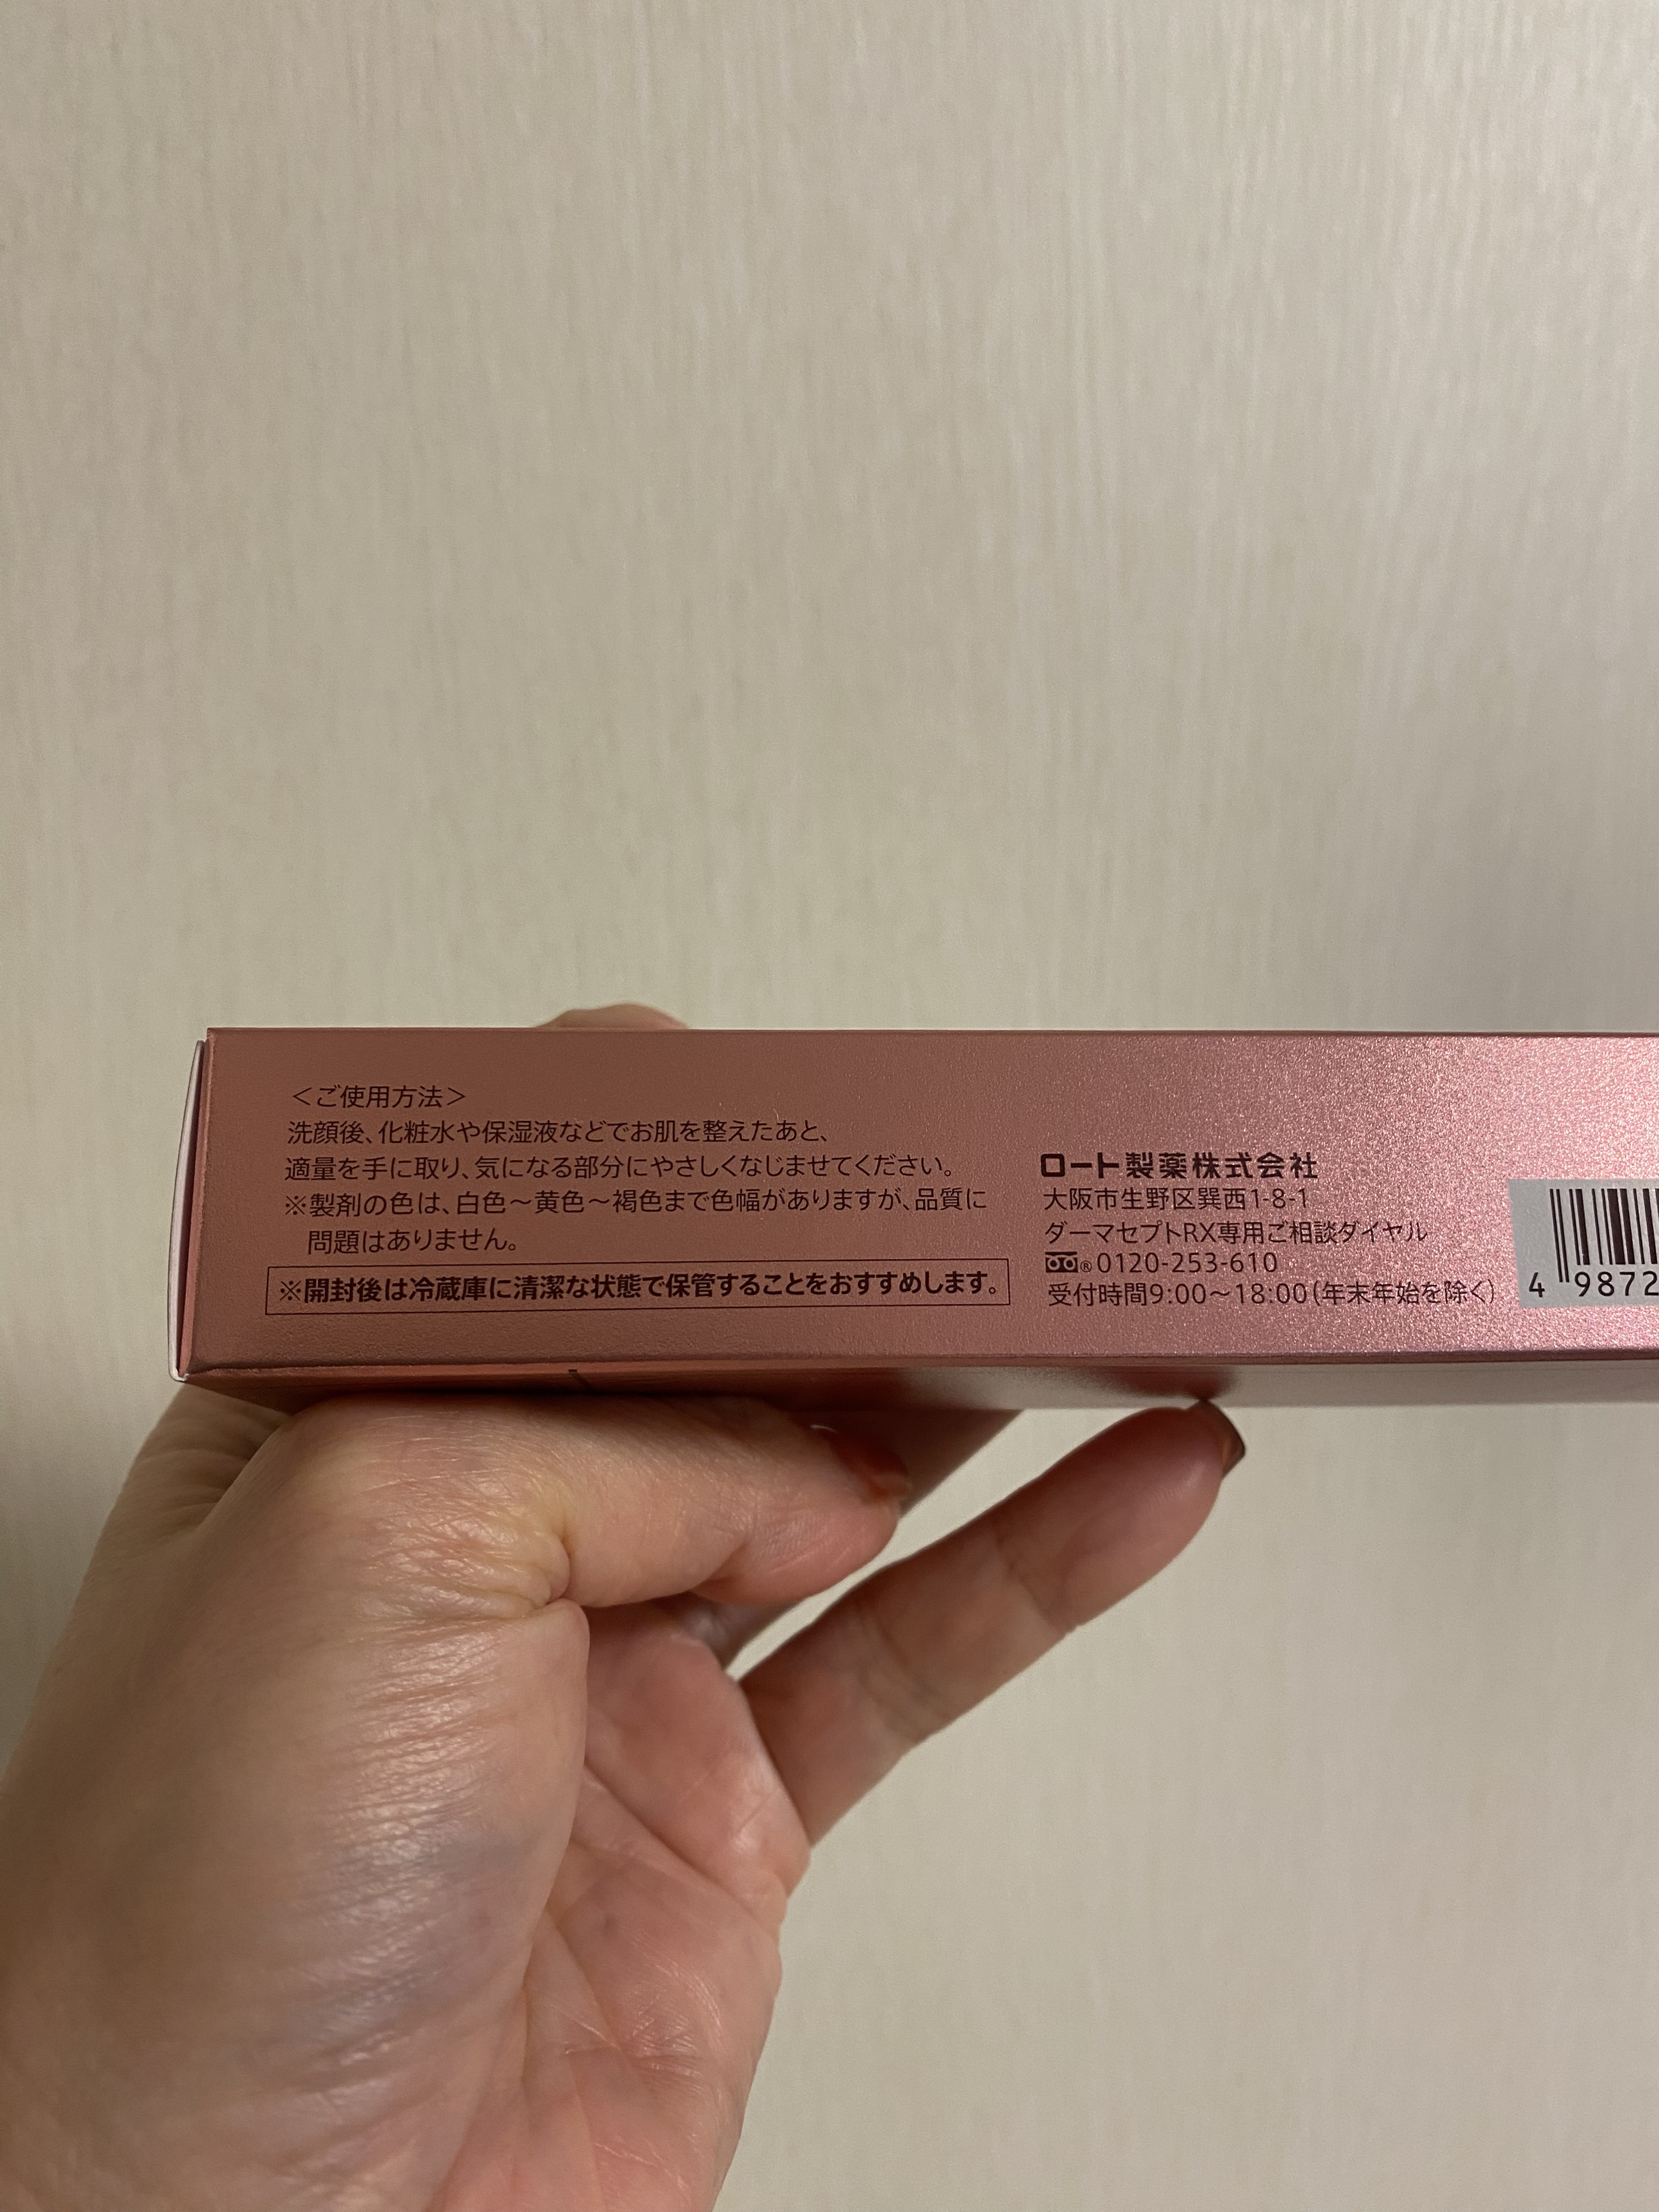 ＜ご使用方法＞
洗顔後、化粧水や保湿液などでお肌を整えたあと、
適量を手に取り、気になる部分にやさしくなじませてください。
※製剤の色は、白色～黄色～褐色まで色幅がありますが、品質に
問題はありません。
※開封後は冷蔵庫に清潔な状態で保管することをおすすめします。
ロート製薬株式会社
大阪市生野区巽西1-8-1
ダーマセプトRX専用ご相談ダイヤル
®0120-253-610
受付時間9:00～18:00(年末年始を除く)
4 9872